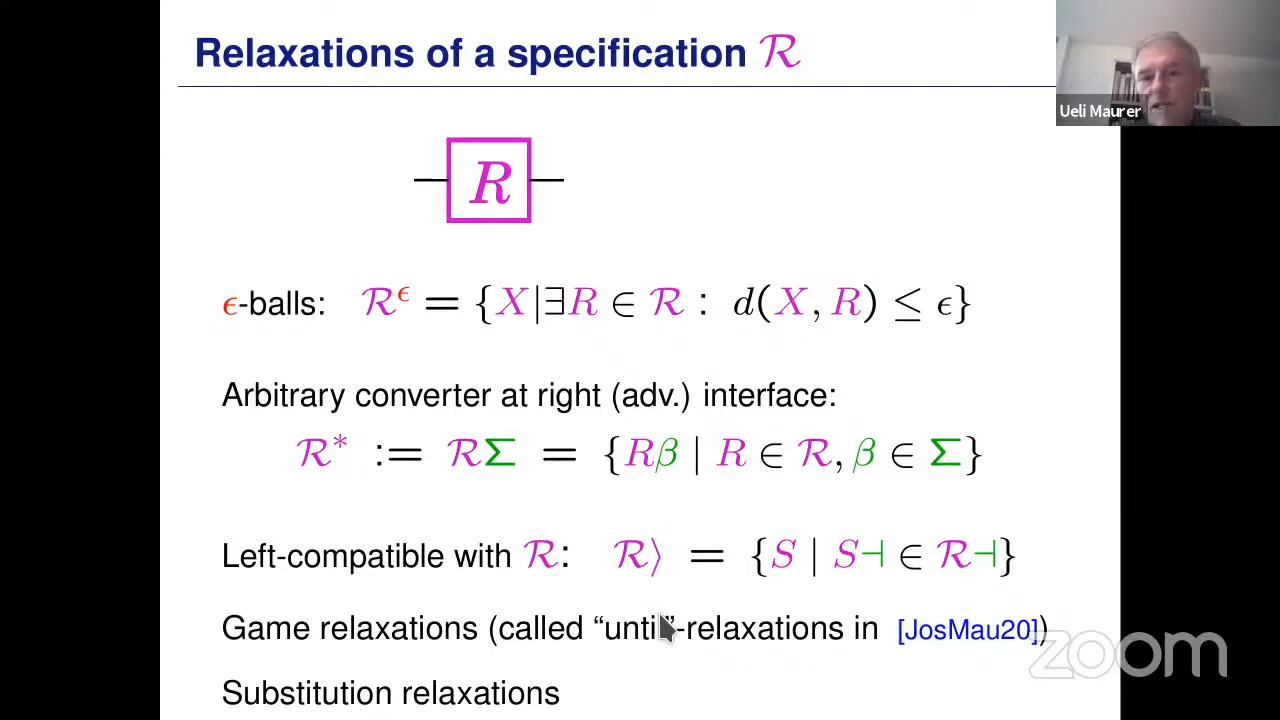 Relaxations of a specification ℛ
Ueli Maurer
R
ϵ-balls: ℛ^ϵ = {X|∃R ∈ ℛ : d(X, R) ≤ ϵ}
Arbitrary converter at right (adv.) interface:
ℛ* := ℛΣ = {Rβ | R ∈ ℛ, β ∈ Σ}
Left-compatible with ℛ: ℛ⟩ = {S | S⊣ ∈ ℛ⊣}
Game relaxations (called “until”-relaxations in [JosMau20])
zoom
Substitution relaxations